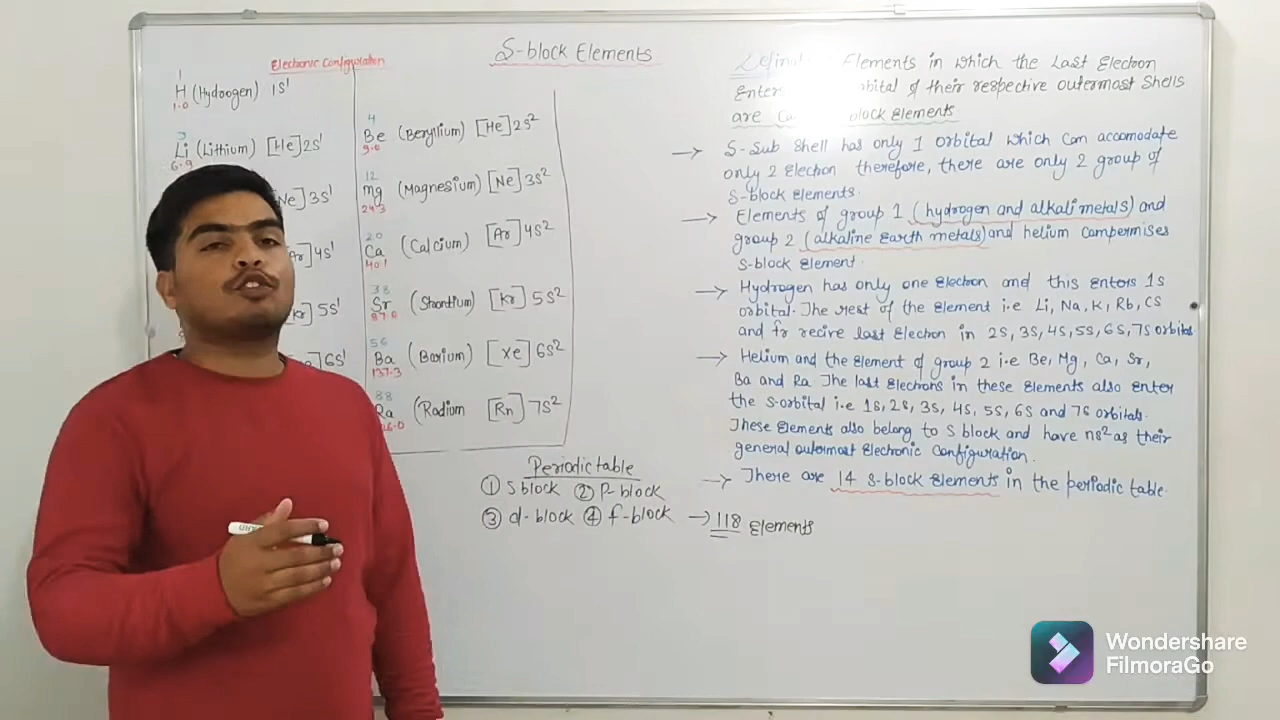 S-block Elements
Electronic Configuration
1
H (Hydrogen) 1S¹
1.0
3
Li (Lithium) [He]2S¹
6.9
Ne]3S¹
Ar]4S¹
[Kr] 5S¹
]6S¹
4
Be (Beryllium) [He]2S²
9.0
12
Mg (Magnesium) [Ne]3S²
24.3
20
Ca (Calcium) [Ar]4S²
40.1
38
Sr (Strontium) [Kr] 5S²
87.0
56
Ba (Barium) [Xe]6S²
137.3
88
Ra (Radium [Rn] 7S²
Periodic table
① S block ② P-block
③ d-block ④ f-block → 118 Elements
Elements in which the Last Electron
Enters orbital of their respective outermost Shells
are block Elements
→ S-Sub Shell has only 1 orbital which can accomodate
only 2 Electron therefore, there are only 2 group of
S-block Elements.
→ Elements of group 1 (hydrogen and alkali metals) and
group 2 (alkaline Earth metals) and helium campermises
S-block Element.
→ Hydrogen has only one Electron and this enters 1s
orbital. The rest of the Element i.e Li, Na, K, Rb, CS
and fr recive last Electron in 2S, 3S, 4S, 5S, 6S, 7S orbitas
→ Helium and the Element of group 2 i.e Be, Mg, Ca, Sr,
Ba and Ra. The last Electrons in these Elements also enter
the S-orbital i.e 1s, 2s, 3s, 4s, 5s, 6s and 7s orbitals.
These Elements also belong to S block and have ns² as their
general outermost Electronic Configuration.
→ There are 14 S-block Elements in the periodic table.
Wondershare
FilmoraGo